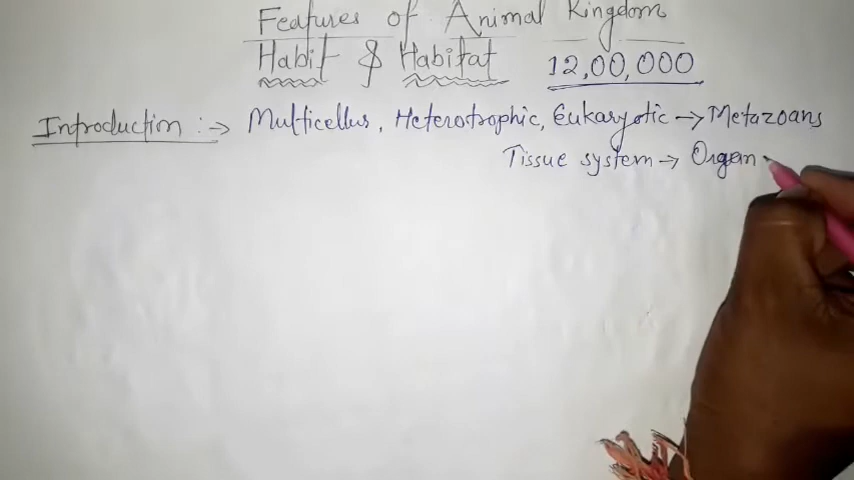 Features of Animal Kingdom
Habit & Habitat 12,00,000
Introduction :→ Multicellus, Heterotrophic, Eukaryotic → Metazoans
Tissue system → Organ